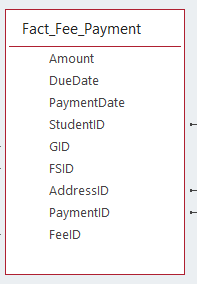 Fact_Fee_Payment
Amount
DueDate
PaymentDate
StudentID
GID
FSID
AddressID
PaymentID
FeeID